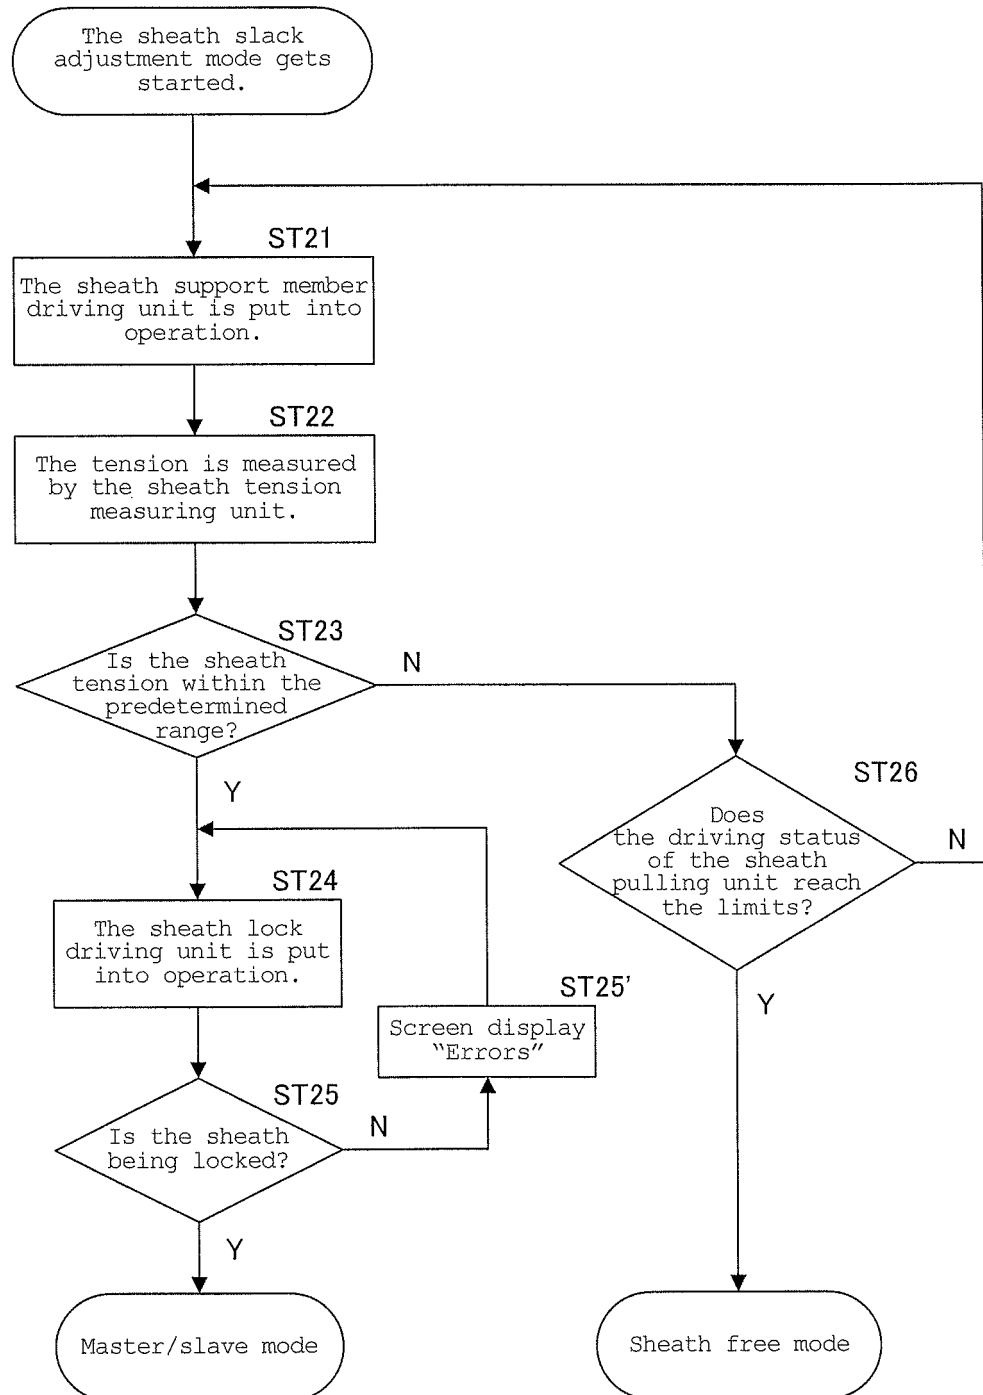 The sheath slack
adjustment mode gets
started.
ST21
The sheath support member
driving unit is put into
operation.
ST22
The tension is measured
by the sheath tension
measuring unit.
ST23
Is the sheath
tension within the
predetermined
range?
N
Y
ST26
Does
the driving status
of the sheath
pulling unit reach
the limits?
N
Y
ST24
The sheath lock
driving unit is put
into operation.
ST25'
Screen display
“Errors”
ST25
Is the sheath
being locked?
N
Y
Master/slave mode
Sheath free mode